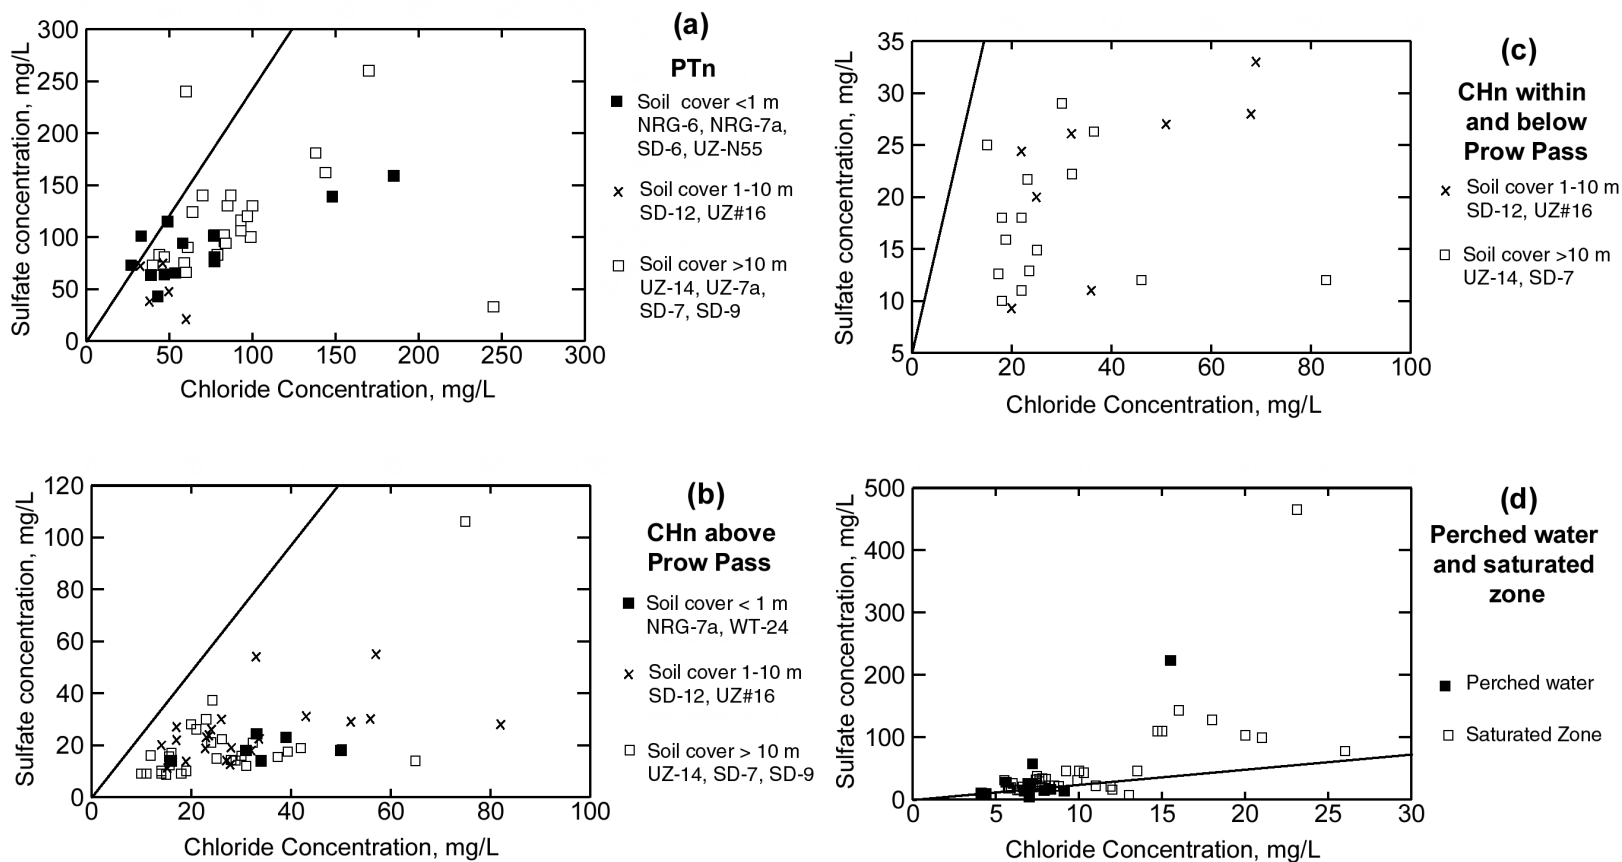 (a)
PTn
300
250
200
150
100
50
0
Sulfate concentration, mg/L
0 50 100 150 200 250 300
Chloride Concentration, mg/L
Soil cover <1 m
NRG-6, NRG-7a,
SD-6, UZ-N55
Soil cover 1-10 m
SD-12, UZ#16
Soil cover >10 m
UZ-14, UZ-7a,
SD-7, SD-9
(c)
CHn within
and below
Prow Pass
35
30
25
20
15
10
5
Sulfate concentration, mg/L
20 40 60 80 100
Chloride Concentration, mg/L
Soil cover 1-10 m
SD-12, UZ#16
Soil cover >10 m
UZ-14, SD-7
(b)
CHn above
Prow Pass
120
100
80
60
40
20
0
Sulfate concentration, mg/L
0 20 40 60 80 100
Chloride Concentration, mg/L
Soil cover < 1 m
NRG-7a, WT-24
Soil cover 1-10 m
SD-12, UZ#16
Soil cover > 10 m
UZ-14, SD-7, SD-9
(d)
Perched water
and saturated
zone
500
400
300
200
100
0
Sulfate concentration, mg/L
0 5 10 15 20 25 30
Chloride Concentration, mg/L
Perched water
Saturated Zone